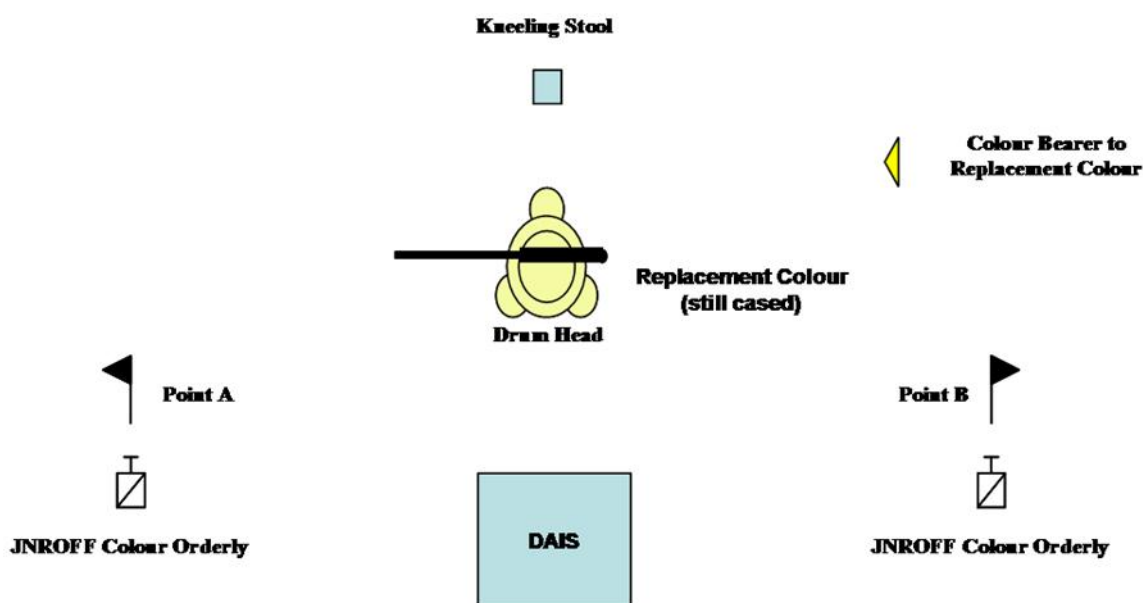 Kneeling Stool
Colour Bearer to
Replacement Colour
Replacement Colour
(still cased)
Drum Head
Point A
Point B
JNROFF Colour Orderly
DAIS
JNROFF Colour Orderly